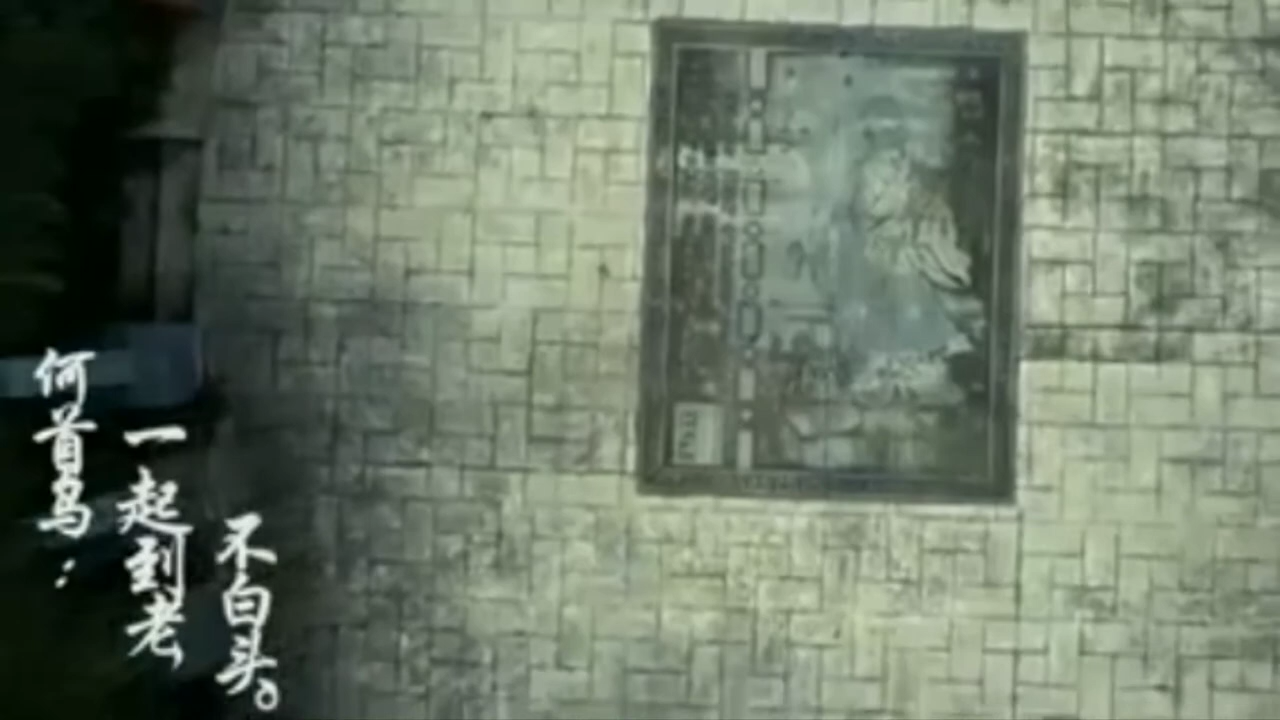 何首乌：
一起到老，
不白头。